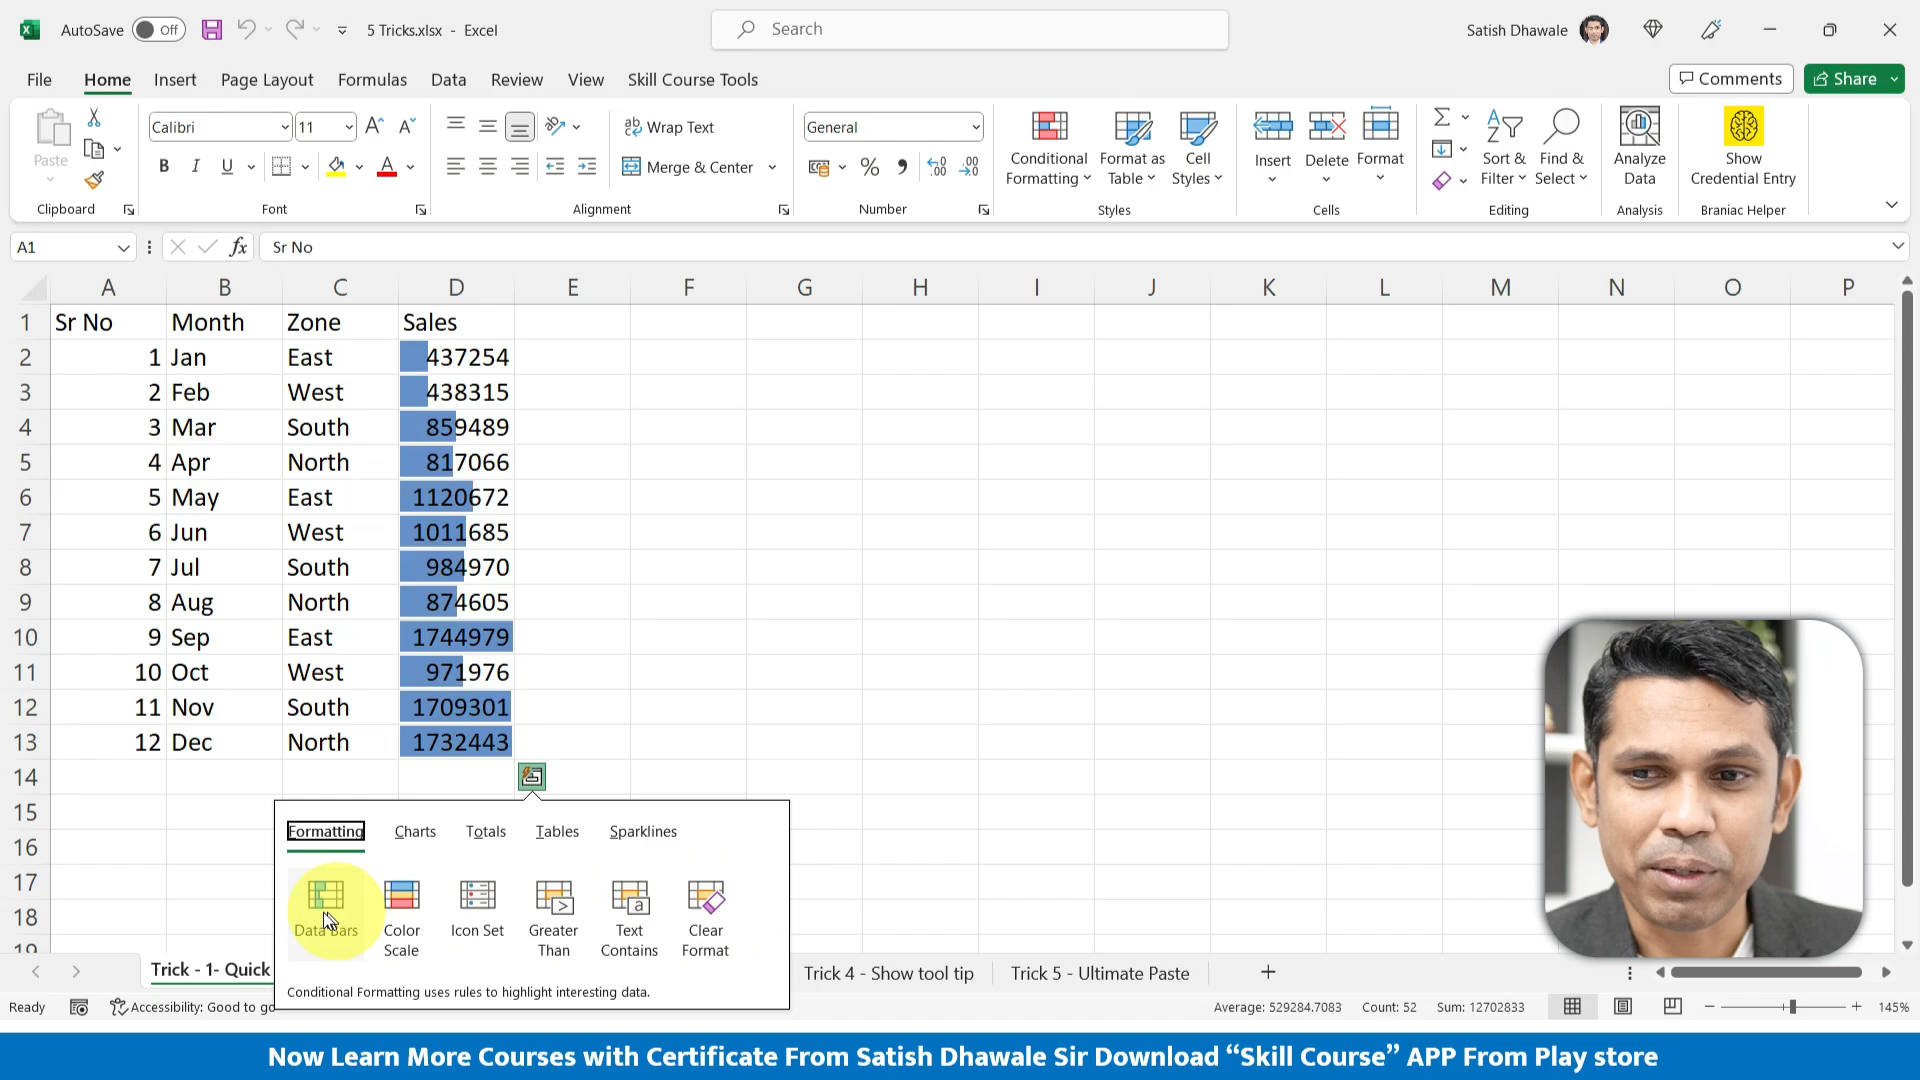 AutoSave Off 5 Tricks.xlsx - Excel Search Satish Dhawale
File Home Insert Page Layout Formulas Data Review View Skill Course Tools Comments Share
Paste Calibri 11 Wrap Text General
B I U Merge & Center % ,
Conditional Formatting Format as Table Cell Styles Insert Delete Format Sort & Filter Find & Select Analyze Data Show Credential Entry
Clipboard Font Alignment Number Styles Cells Editing Analysis Braniac Helper
A1 fx Sr No
A B C D E F G H I J K L M N O P
1 Sr No Month Zone Sales
2 1 Jan East 437254
3 2 Feb West 438315
4 3 Mar South 859489
5 4 Apr North 817066
6 5 May East 1120672
7 6 Jun West 1011685
8 7 Jul South 984970
9 8 Aug North 874605
10 9 Sep East 1744979
11 10 Oct West 971976
12 11 Nov South 1709301
13 12 Dec North 1732443
14
15
16
17
18
19
Formatting Charts Totals Tables Sparklines
Data Bars Color Scale Icon Set Greater Than Text Contains Clear Format
Conditional Formatting uses rules to highlight interesting data.
Trick - 1- Quick Trick 4 - Show tool tip Trick 5 - Ultimate Paste
Ready Accessibility: Good to go Average: 529284.7083 Count: 52 Sum: 12702833 145%
Now Learn More Courses with Certificate From Satish Dhawale Sir Download “Skill Course” APP From Play store